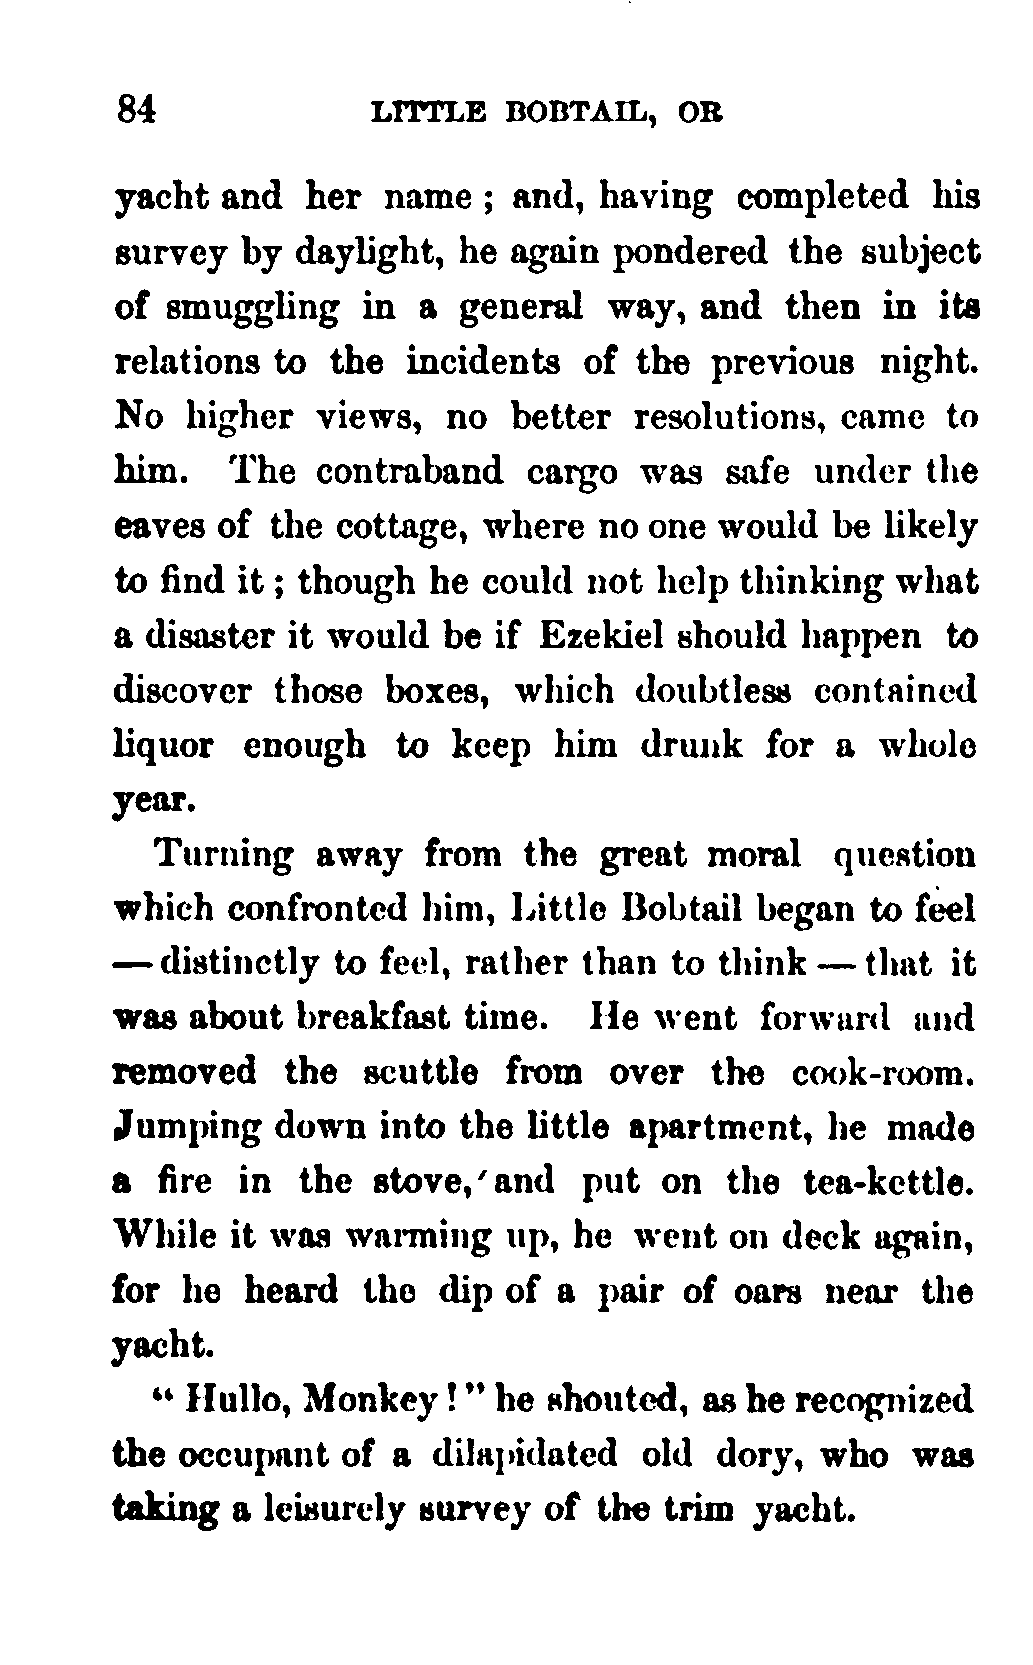 84 LITTLE BOBTAIL, OR
yacht and her name ; and, having completed his
survey by daylight, he again pondered the subject
of smuggling in a general way, and then in its
relations to the incidents of the previous night.
No higher views, no better resolutions, came to
him. The contraband cargo was safe under the
eaves of the cottage, where no one would be likely
to find it ; though he could not help thinking what
a disaster it would be if Ezekiel should happen to
discover those boxes, which doubtless contained
liquor enough to keep him drunk for a whole
year.
Turning away from the great moral question
which confronted him, Little Bobtail began to feel
— distinctly to feel, rather than to think — that it
was about breakfast time. He went forward and
removed the scuttle from over the cook-room.
Jumping down into the little apartment, he made
a fire in the stove, and put on the tea-kettle.
While it was warming up, he went on deck again,
for he heard the dip of a pair of oars near the
yacht.
“ Hullo, Monkey ! ” he shouted, as he recognized
the occupant of a dilapidated old dory, who was
taking a leisurely survey of the trim yacht.